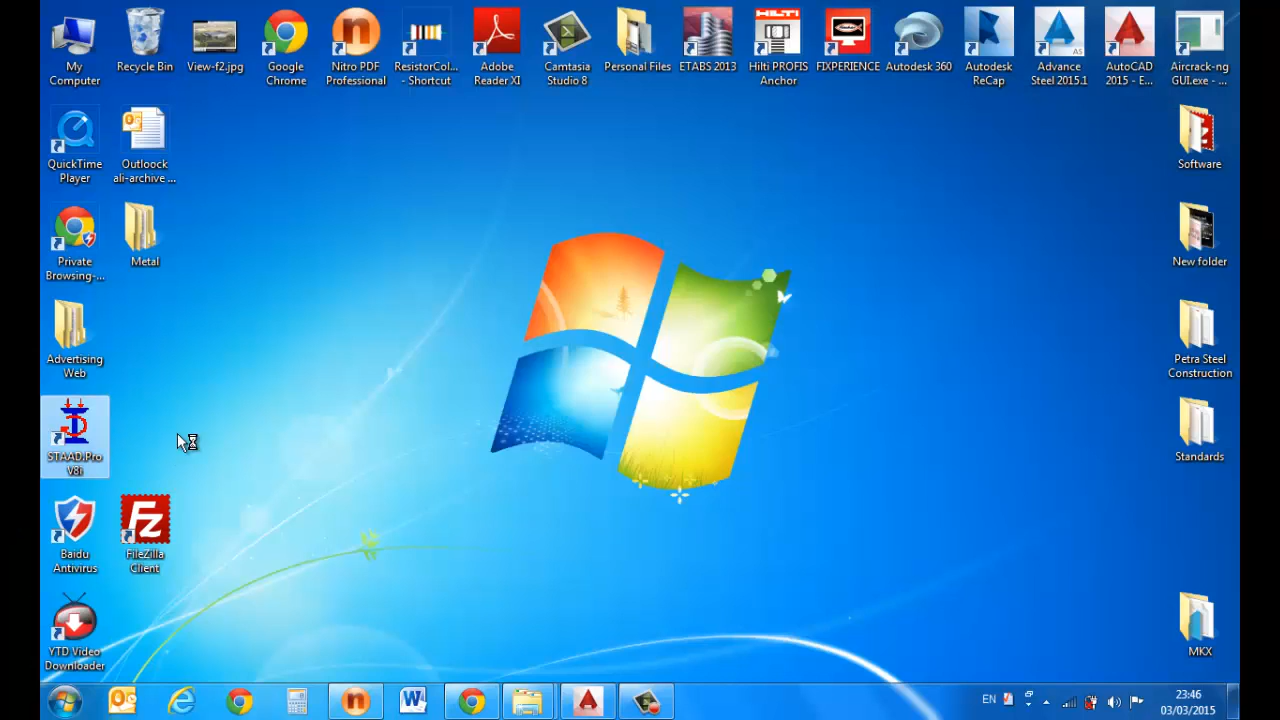 My
Computer
Recycle Bin
View-f2.jpg
Google
Chrome
Nitro PDF
Professional
ResistorCol...
- Shortcut
Adobe
Reader XI
Camtasia
Studio 8
Personal Files
ETABS 2013
HILTI
Hilti PROFIS
Anchor
FIXPERIENCE
Autodesk 360
Autodesk
ReCap
AS
Advance
Steel 2015.1
AutoCAD
2015 - E...
Aircrack-ng
GUI.exe - ...
QuickTime
Player
Outloock
ali-archive ...
Software
Private
Browsing-...
Metal
New folder
Advertising
Web
Petra Steel
Construction
STAAD.Pro
V8i
Standards
Baidu
Antivirus
FileZilla
Client
YTD Video
Downloader
MKX
EN
23:46
03/03/2015